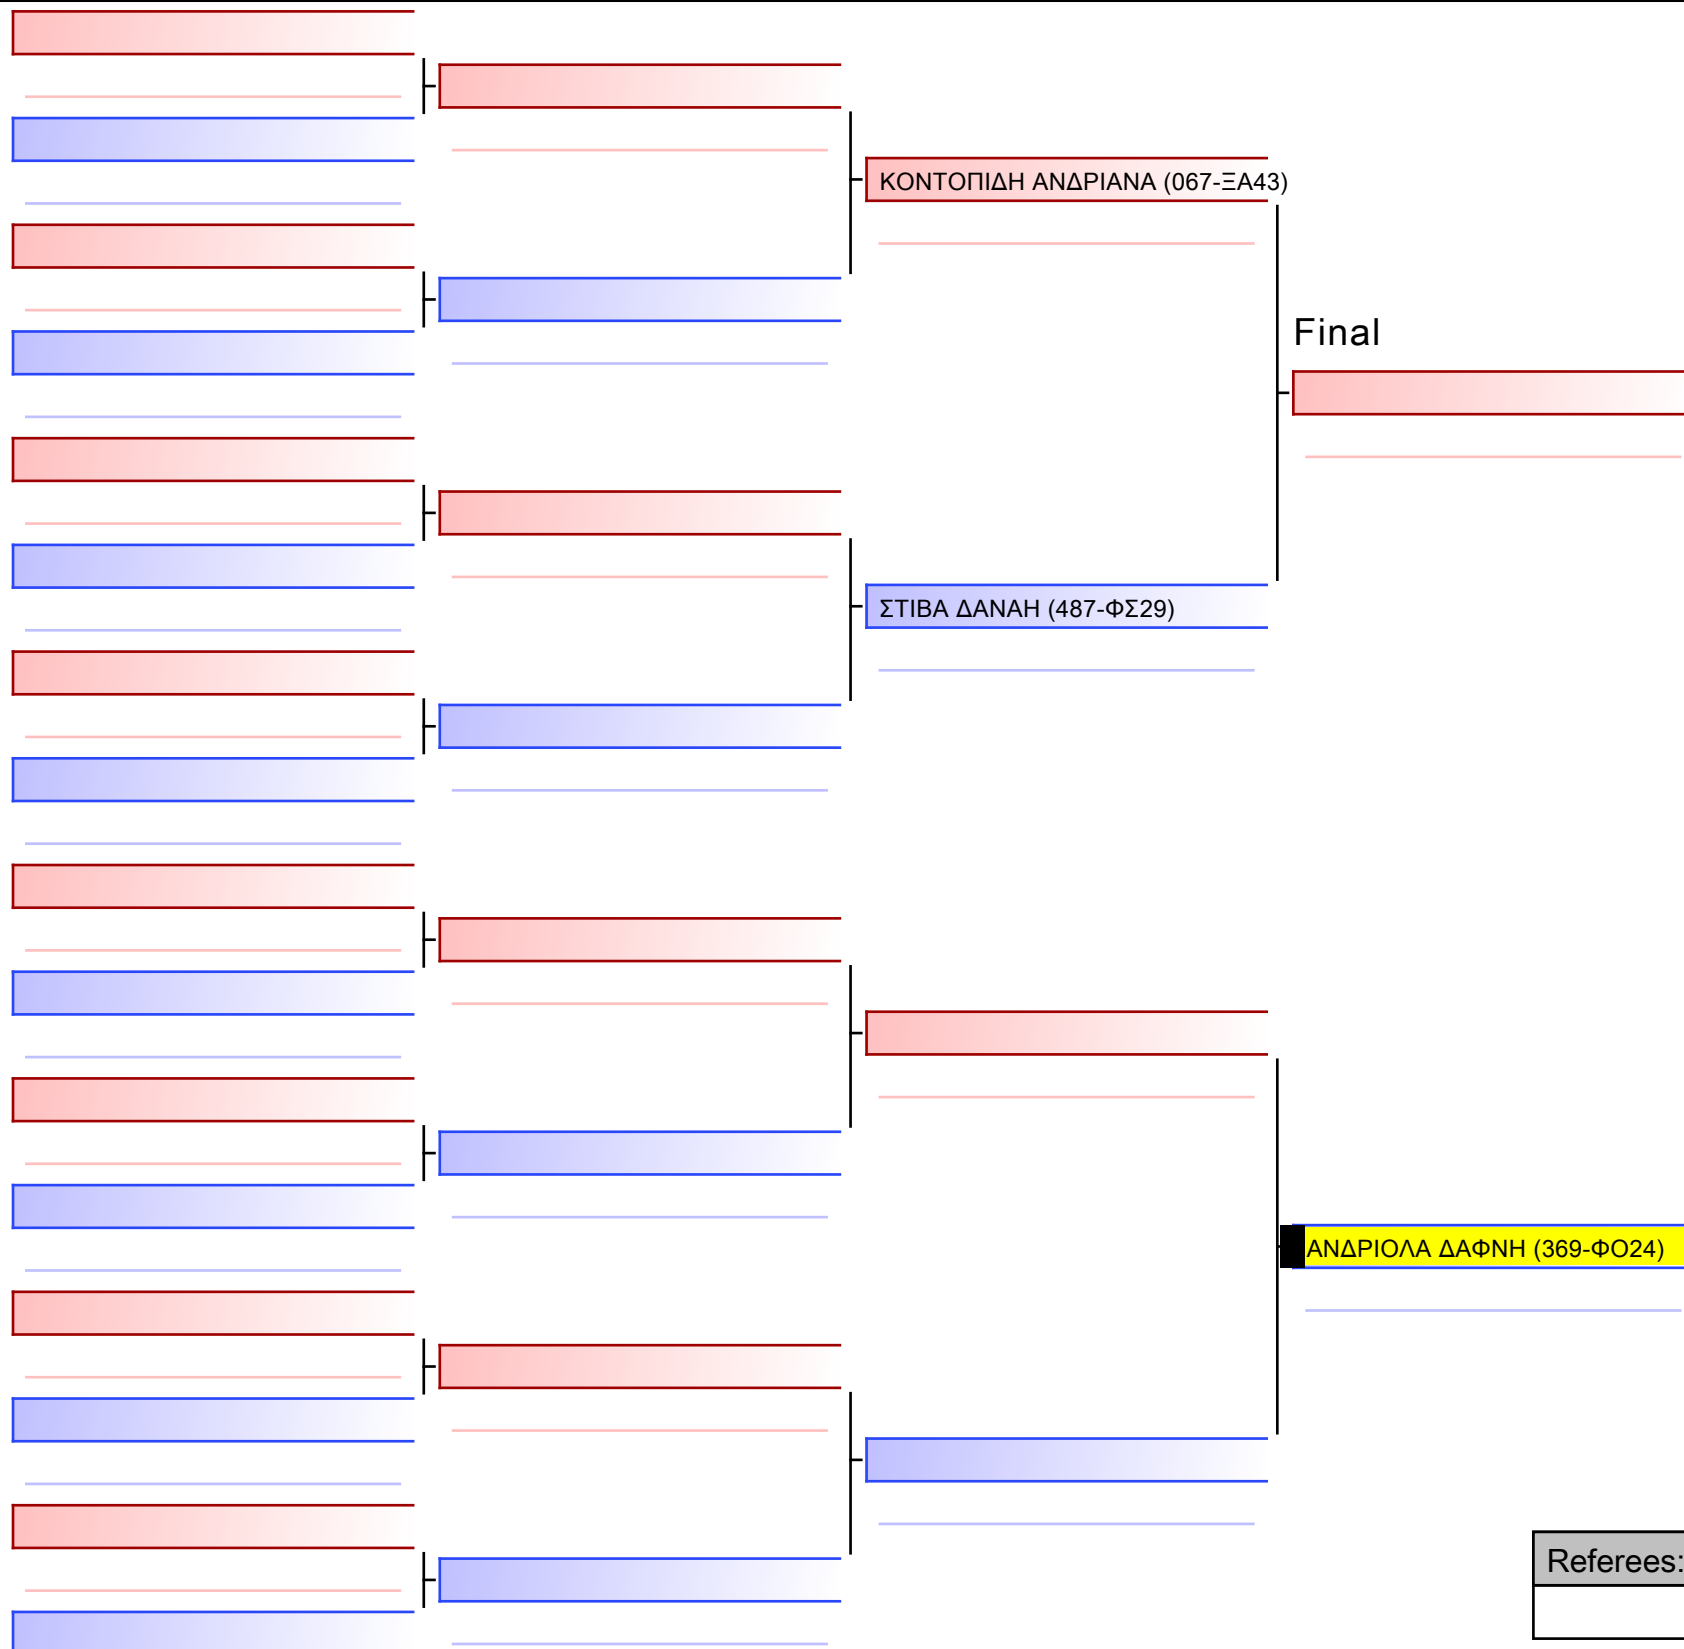 ΚΟΝΤΟΠΙΔΗ ΑΝΔΡΙΑΝΑ (067-ΞΑ43)
Final
ΣΤΙΒΑ ΔΑΝΑΗ (487-ΦΣ29)
ΑΝΔΡΙΟΛΑ ΔΑΦΝΗ (369-ΦΟ24)
Referees: